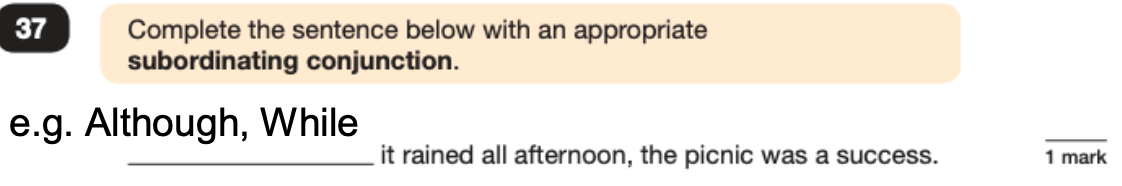 37
Complete the sentence below with an appropriate
subordinating conjunction.
e.g. Although, While
______________ it rained all afternoon, the picnic was a success.
1 mark